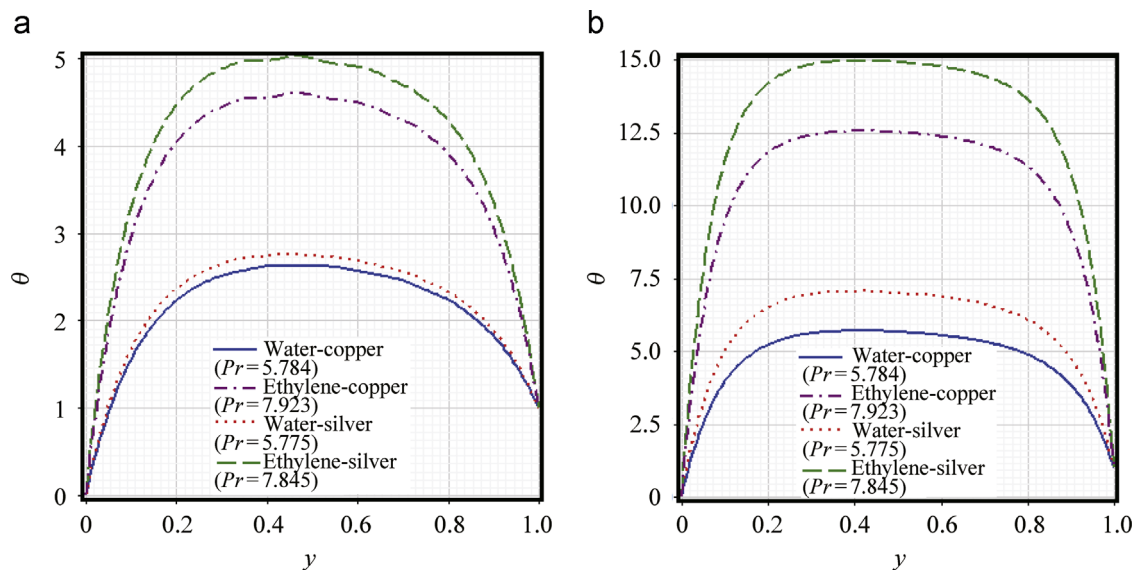 a
5
4
3
2
1
0
θ
Water-copper
(Pr=5.784)
Ethylene-copper
(Pr=7.923)
Water-silver
(Pr=5.775)
Ethylene-silver
(Pr=7.845)
0 0.2 0.4 0.6 0.8 1.0
y
b
15.0
12.5
10.0
7.5
5.0
2.5
0
θ
Water-copper
(Pr=5.784)
Ethylene-copper
(Pr=7.923)
Water-silver
(Pr=5.775)
Ethylene-silver
(Pr=7.845)
0 0.2 0.4 0.6 0.8 1.0
y